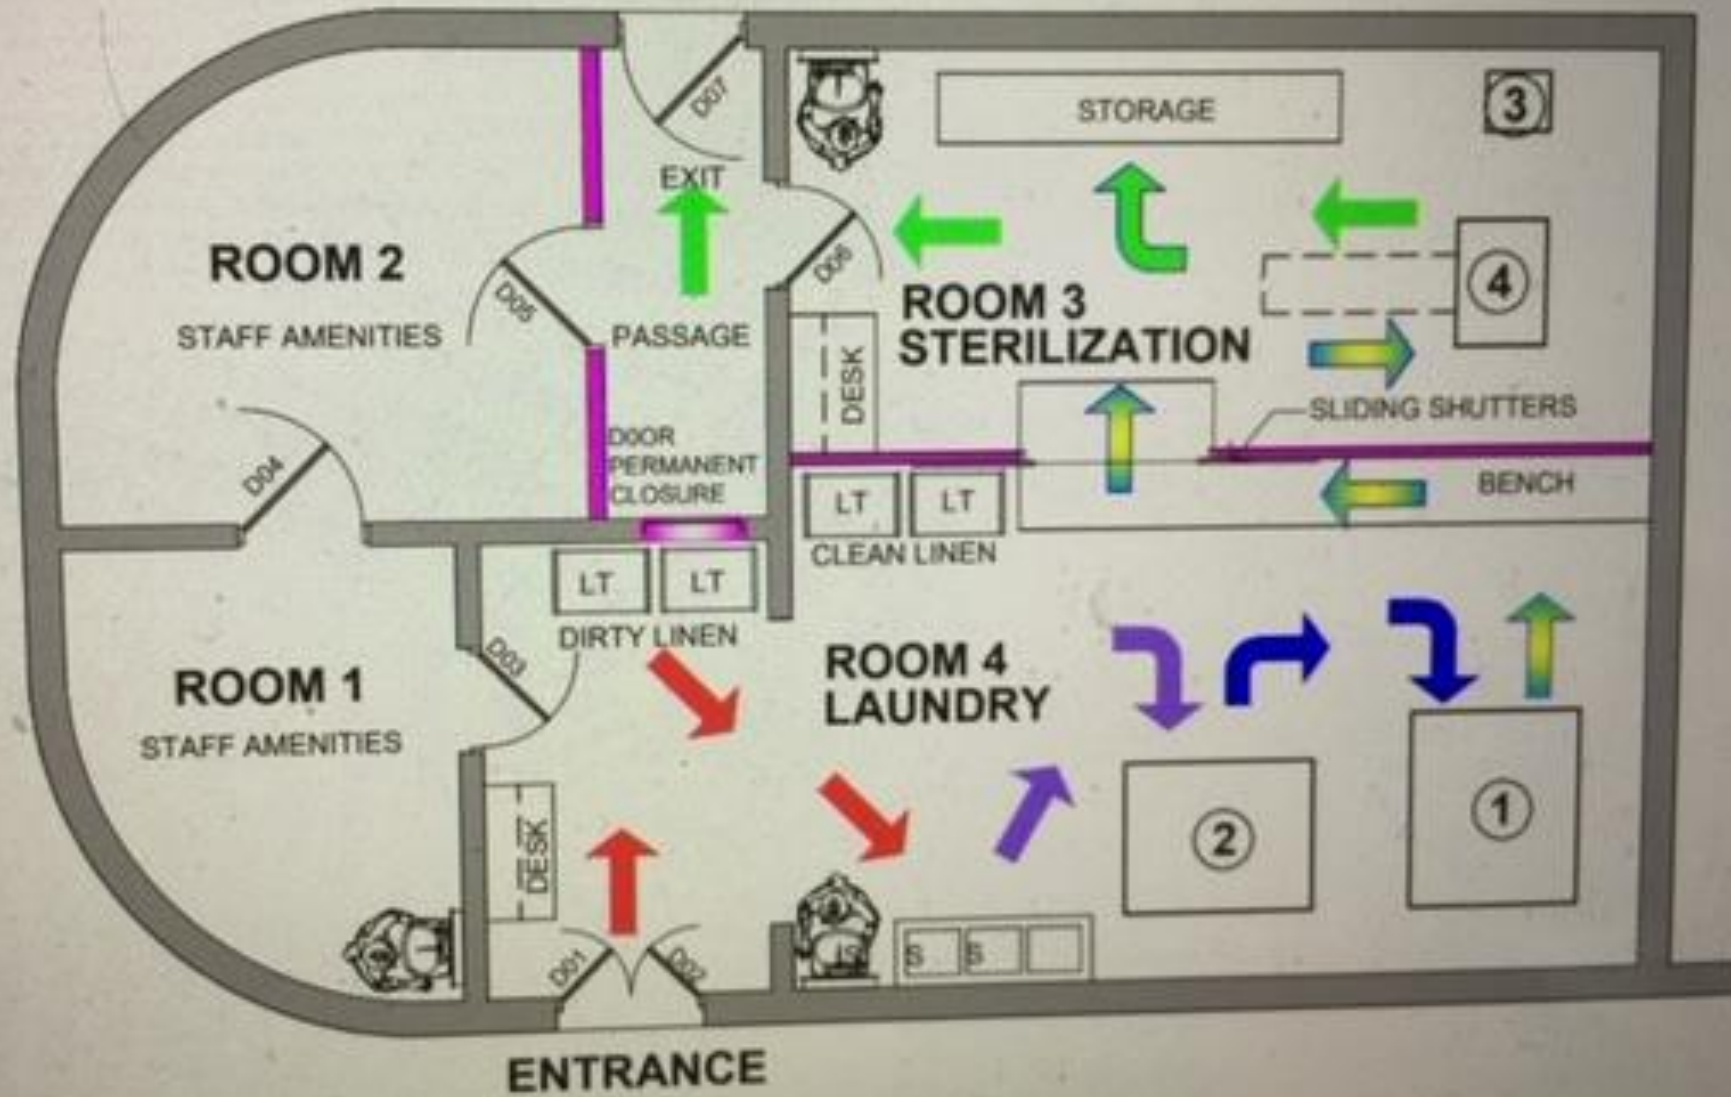 D07
STORAGE
3
EXIT
D06
4
ROOM 2
STAFF AMENITIES
D05
PASSAGE
ROOM 3
STERILIZATION
DESK
SLIDING SHUTTERS
D04
D0OR
PERMANENT
CLOSURE
LT
LT
CLEAN LINEN
BENCH
LT
LT
DIRTY LINEN
D03
ROOM 1
STAFF AMENITIES
ROOM 4
LAUNDRY
DESK
2
1
D01
D02
S
S
ENTRANCE